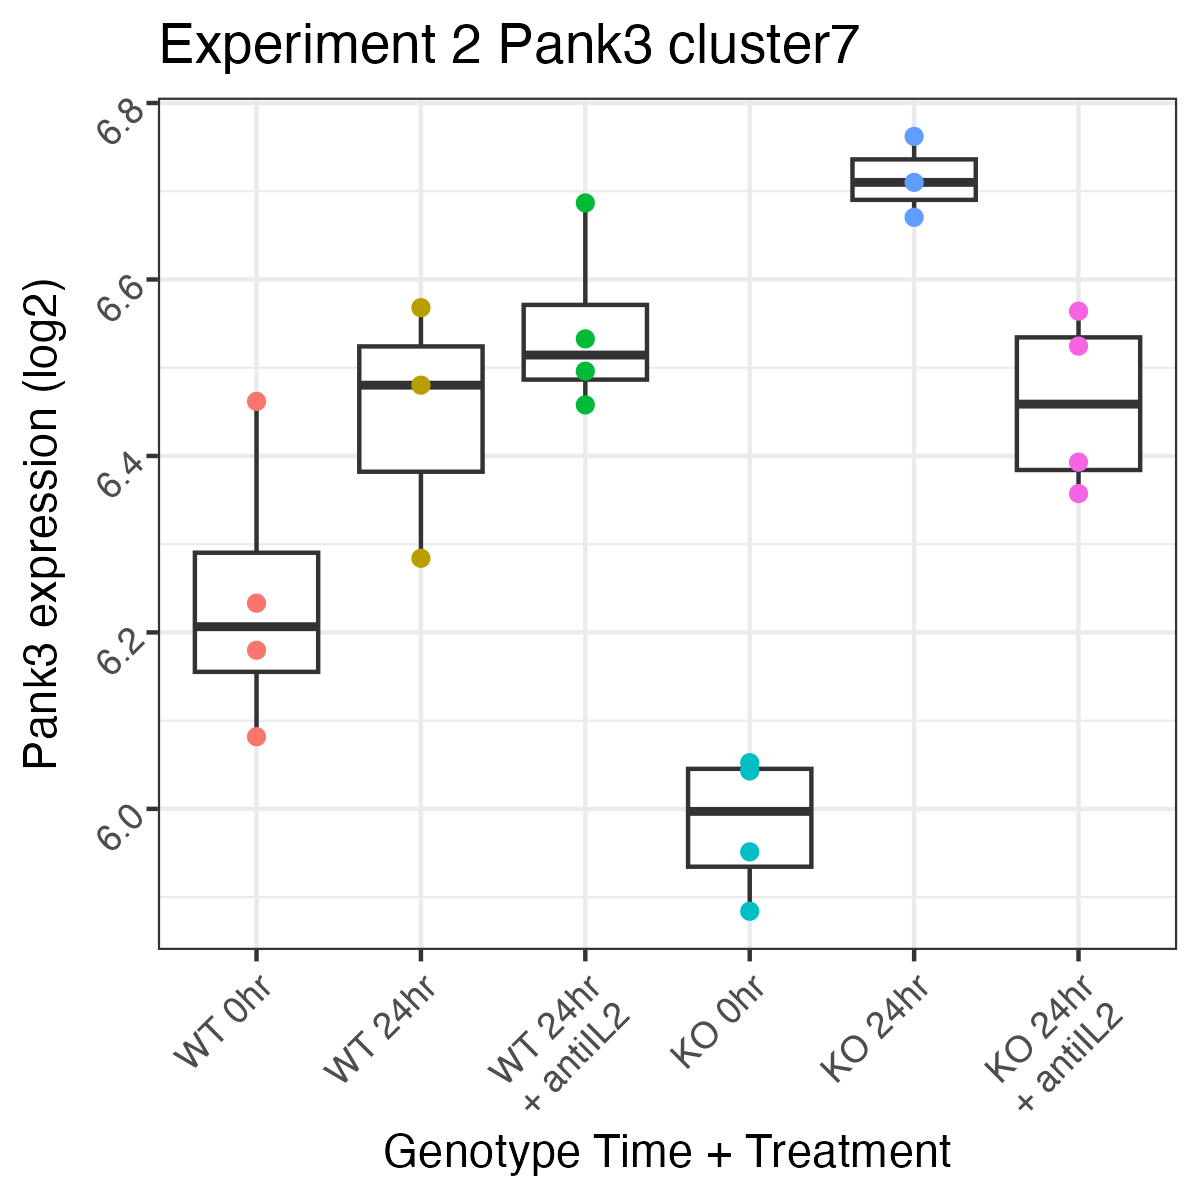 Experiment 2 Pank3 cluster7
Pank3 expression (log2)
6.8
6.6
6.4
6.2
6.0
WT 0hr
WT 24hr
WT 24hr
+ antiIL2
KO 0hr
KO 24hr
KO 24hr
+ antiIL2
Genotype Time + Treatment